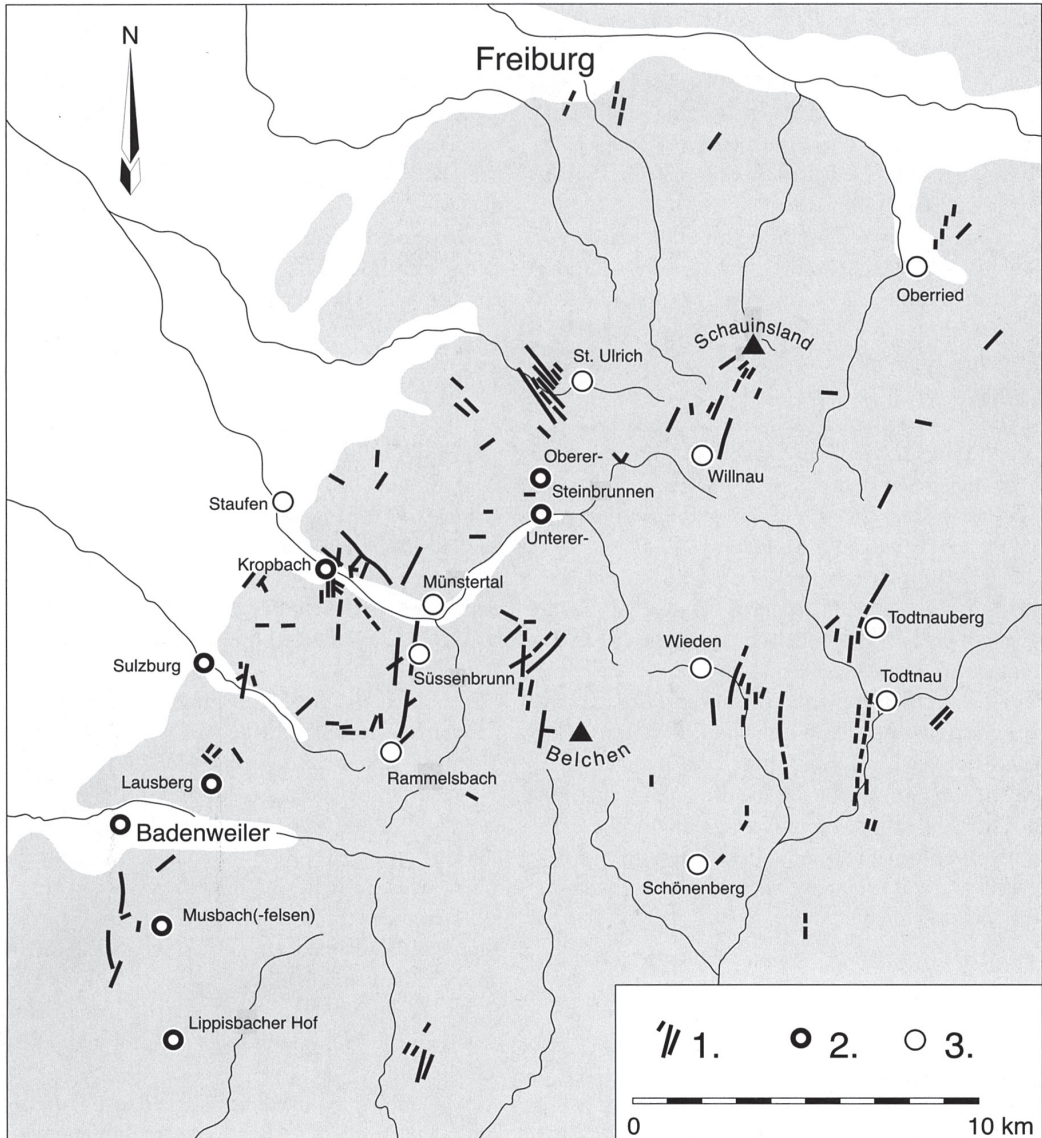 N
Freiburg
Oberried
Schauinsland
St. Ulrich
Oberer-
Willnau
Steinbrunnen
Staufen
Unterer-
Kropbach
Münstertal
Todtnauberg
Wieden
Sulzburg
Süssenbrunn
Todtnau
Belchen
Rammelsbach
Lausberg
Badenweiler
Schönenberg
Musbach(-felsen)
Lippisbacher Hof
1.
2.
3.
0
10 km